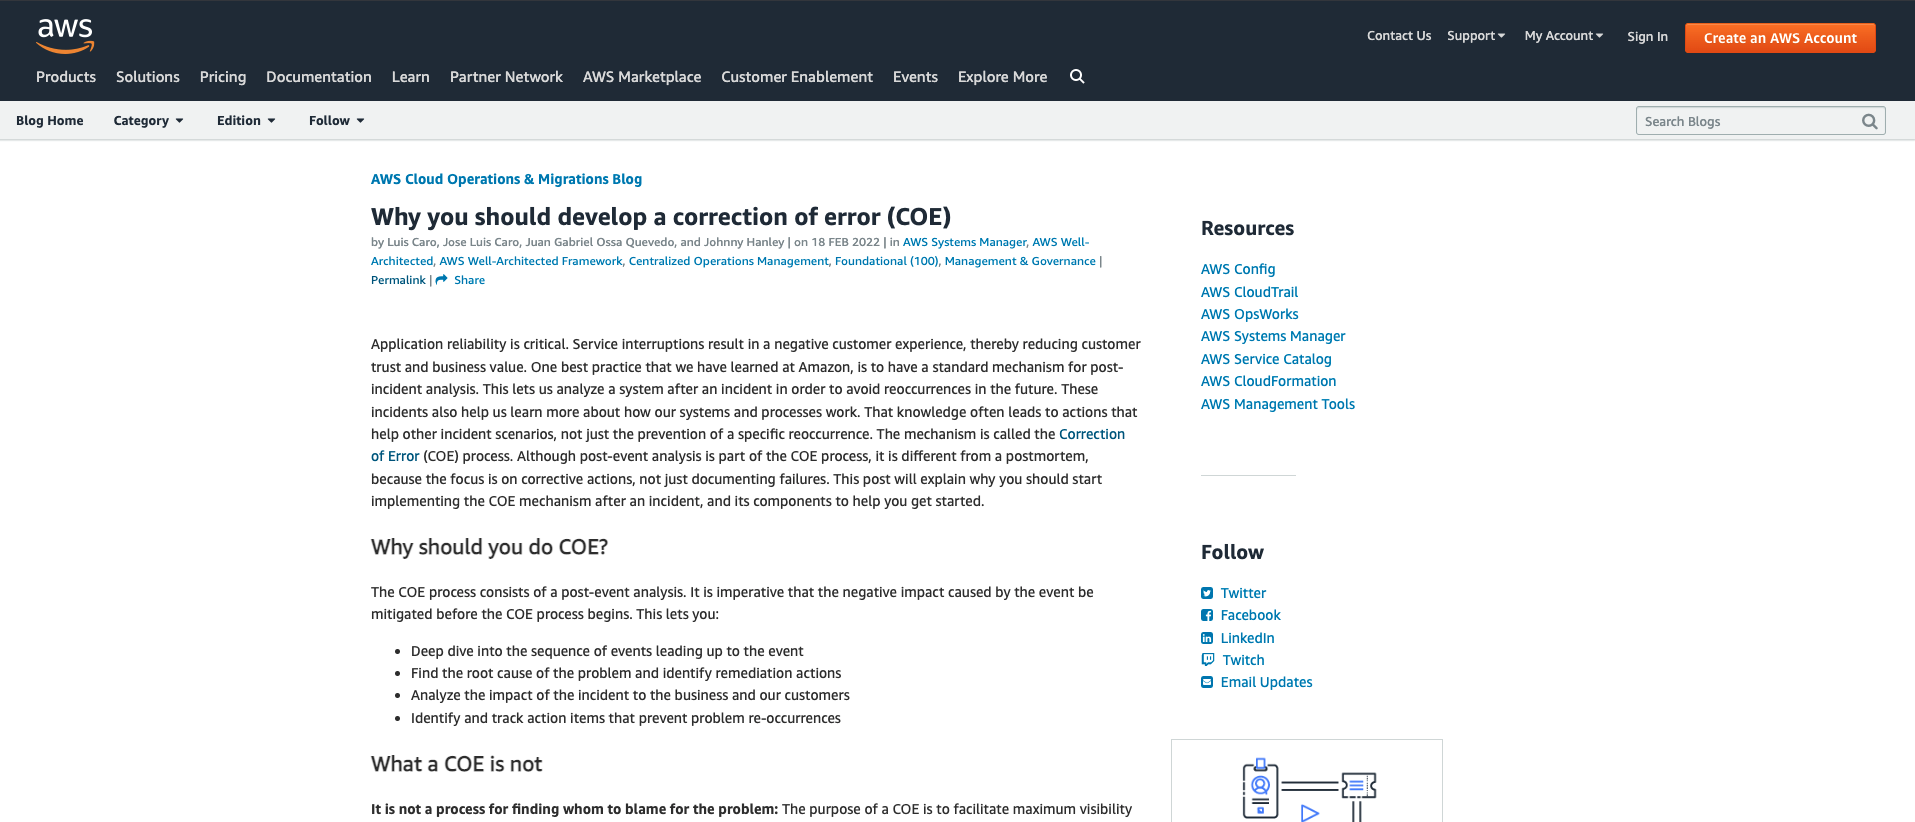 aws
Contact Us Support My Account Sign In Create an AWS Account
Products Solutions Pricing Documentation Learn Partner Network AWS Marketplace Customer Enablement Events Explore More
Blog Home Category Edition Follow Search Blogs
AWS Cloud Operations & Migrations Blog
Why you should develop a correction of error (COE)
by Luis Caro, Jose Luis Caro, Juan Gabriel Ossa Quevedo, and Johnny Hanley | on 18 FEB 2022 | in AWS Systems Manager, AWS Well-
Architected, AWS Well-Architected Framework, Centralized Operations Management, Foundational (100), Management & Governance |
Permalink | Share
Application reliability is critical. Service interruptions result in a negative customer experience, thereby reducing customer
trust and business value. One best practice that we have learned at Amazon, is to have a standard mechanism for post-
incident analysis. This lets us analyze a system after an incident in order to avoid reoccurrences in the future. These
incidents also help us learn more about how our systems and processes work. That knowledge often leads to actions that
help other incident scenarios, not just the prevention of a specific reoccurrence. The mechanism is called the Correction
of Error (COE) process. Although post-event analysis is part of the COE process, it is different from a postmortem,
because the focus is on corrective actions, not just documenting failures. This post will explain why you should start
implementing the COE mechanism after an incident, and its components to help you get started.
Why should you do COE?
The COE process consists of a post-event analysis. It is imperative that the negative impact caused by the event be
mitigated before the COE process begins. This lets you:
• Deep dive into the sequence of events leading up to the event
• Find the root cause of the problem and identify remediation actions
• Analyze the impact of the incident to the business and our customers
• Identify and track action items that prevent problem re-occurrences
What a COE is not
It is not a process for finding whom to blame for the problem: The purpose of a COE is to facilitate maximum visibility
Resources
AWS Config
AWS CloudTrail
AWS OpsWorks
AWS Systems Manager
AWS Service Catalog
AWS CloudFormation
AWS Management Tools
Follow
Twitter
Facebook
LinkedIn
Twitch
Email Updates